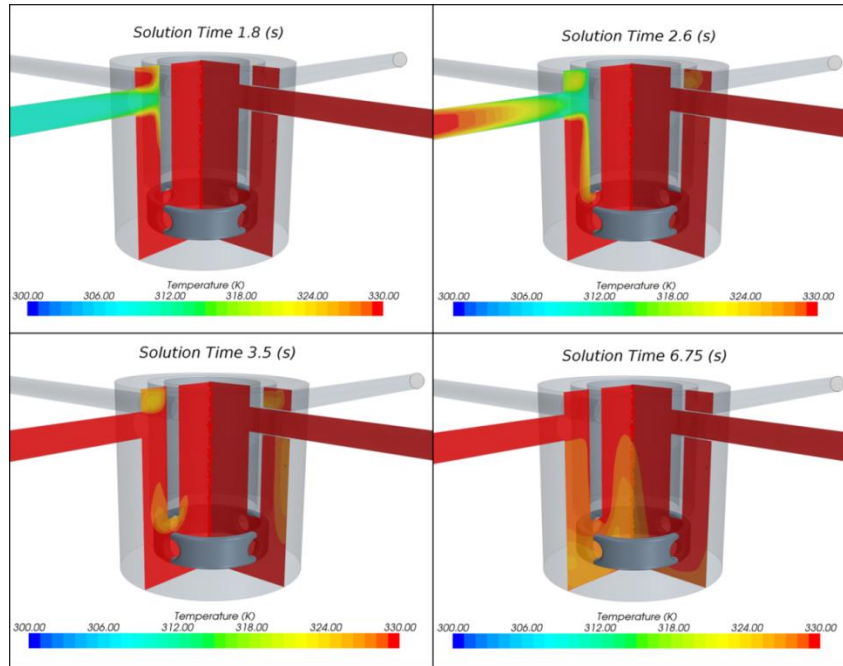 Solution Time 1.8 (s)
Temperature (K)
300.00 306.00 312.00 318.00 324.00 330.00
Solution Time 2.6 (s)
Temperature (K)
300.00 306.00 312.00 318.00 324.00 330.00
Solution Time 3.5 (s)
Temperature (K)
300.00 306.00 312.00 318.00 324.00 330.00
Solution Time 6.75 (s)
Temperature (K)
300.00 306.00 312.00 318.00 324.00 330.00